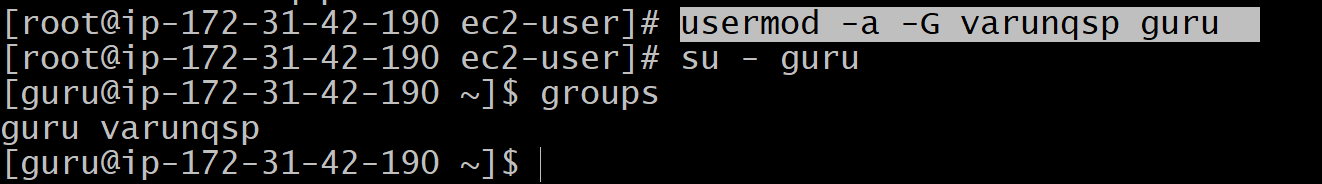 [root@ip-172-31-42-190 ec2-user]# usermod -a -G varunqsp guru
[root@ip-172-31-42-190 ec2-user]# su - guru
[guru@ip-172-31-42-190 ~]$ groups
guru varunqsp
[guru@ip-172-31-42-190 ~]$